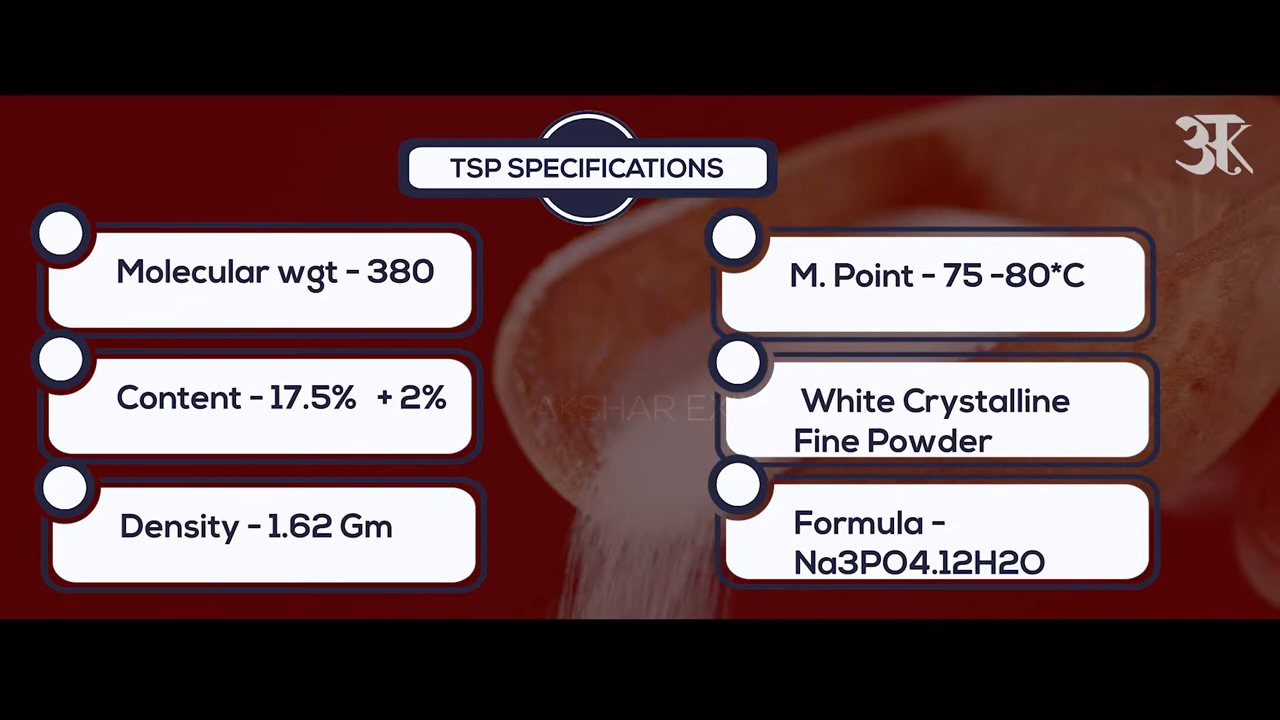 TSP SPECIFICATIONS
Molecular wgt - 380
Content - 17.5% + 2%
Density - 1.62 Gm
M. Point - 75 -80*C
White Crystalline
Fine Powder
Formula -
Na3PO4.12H2O
AKSHAR